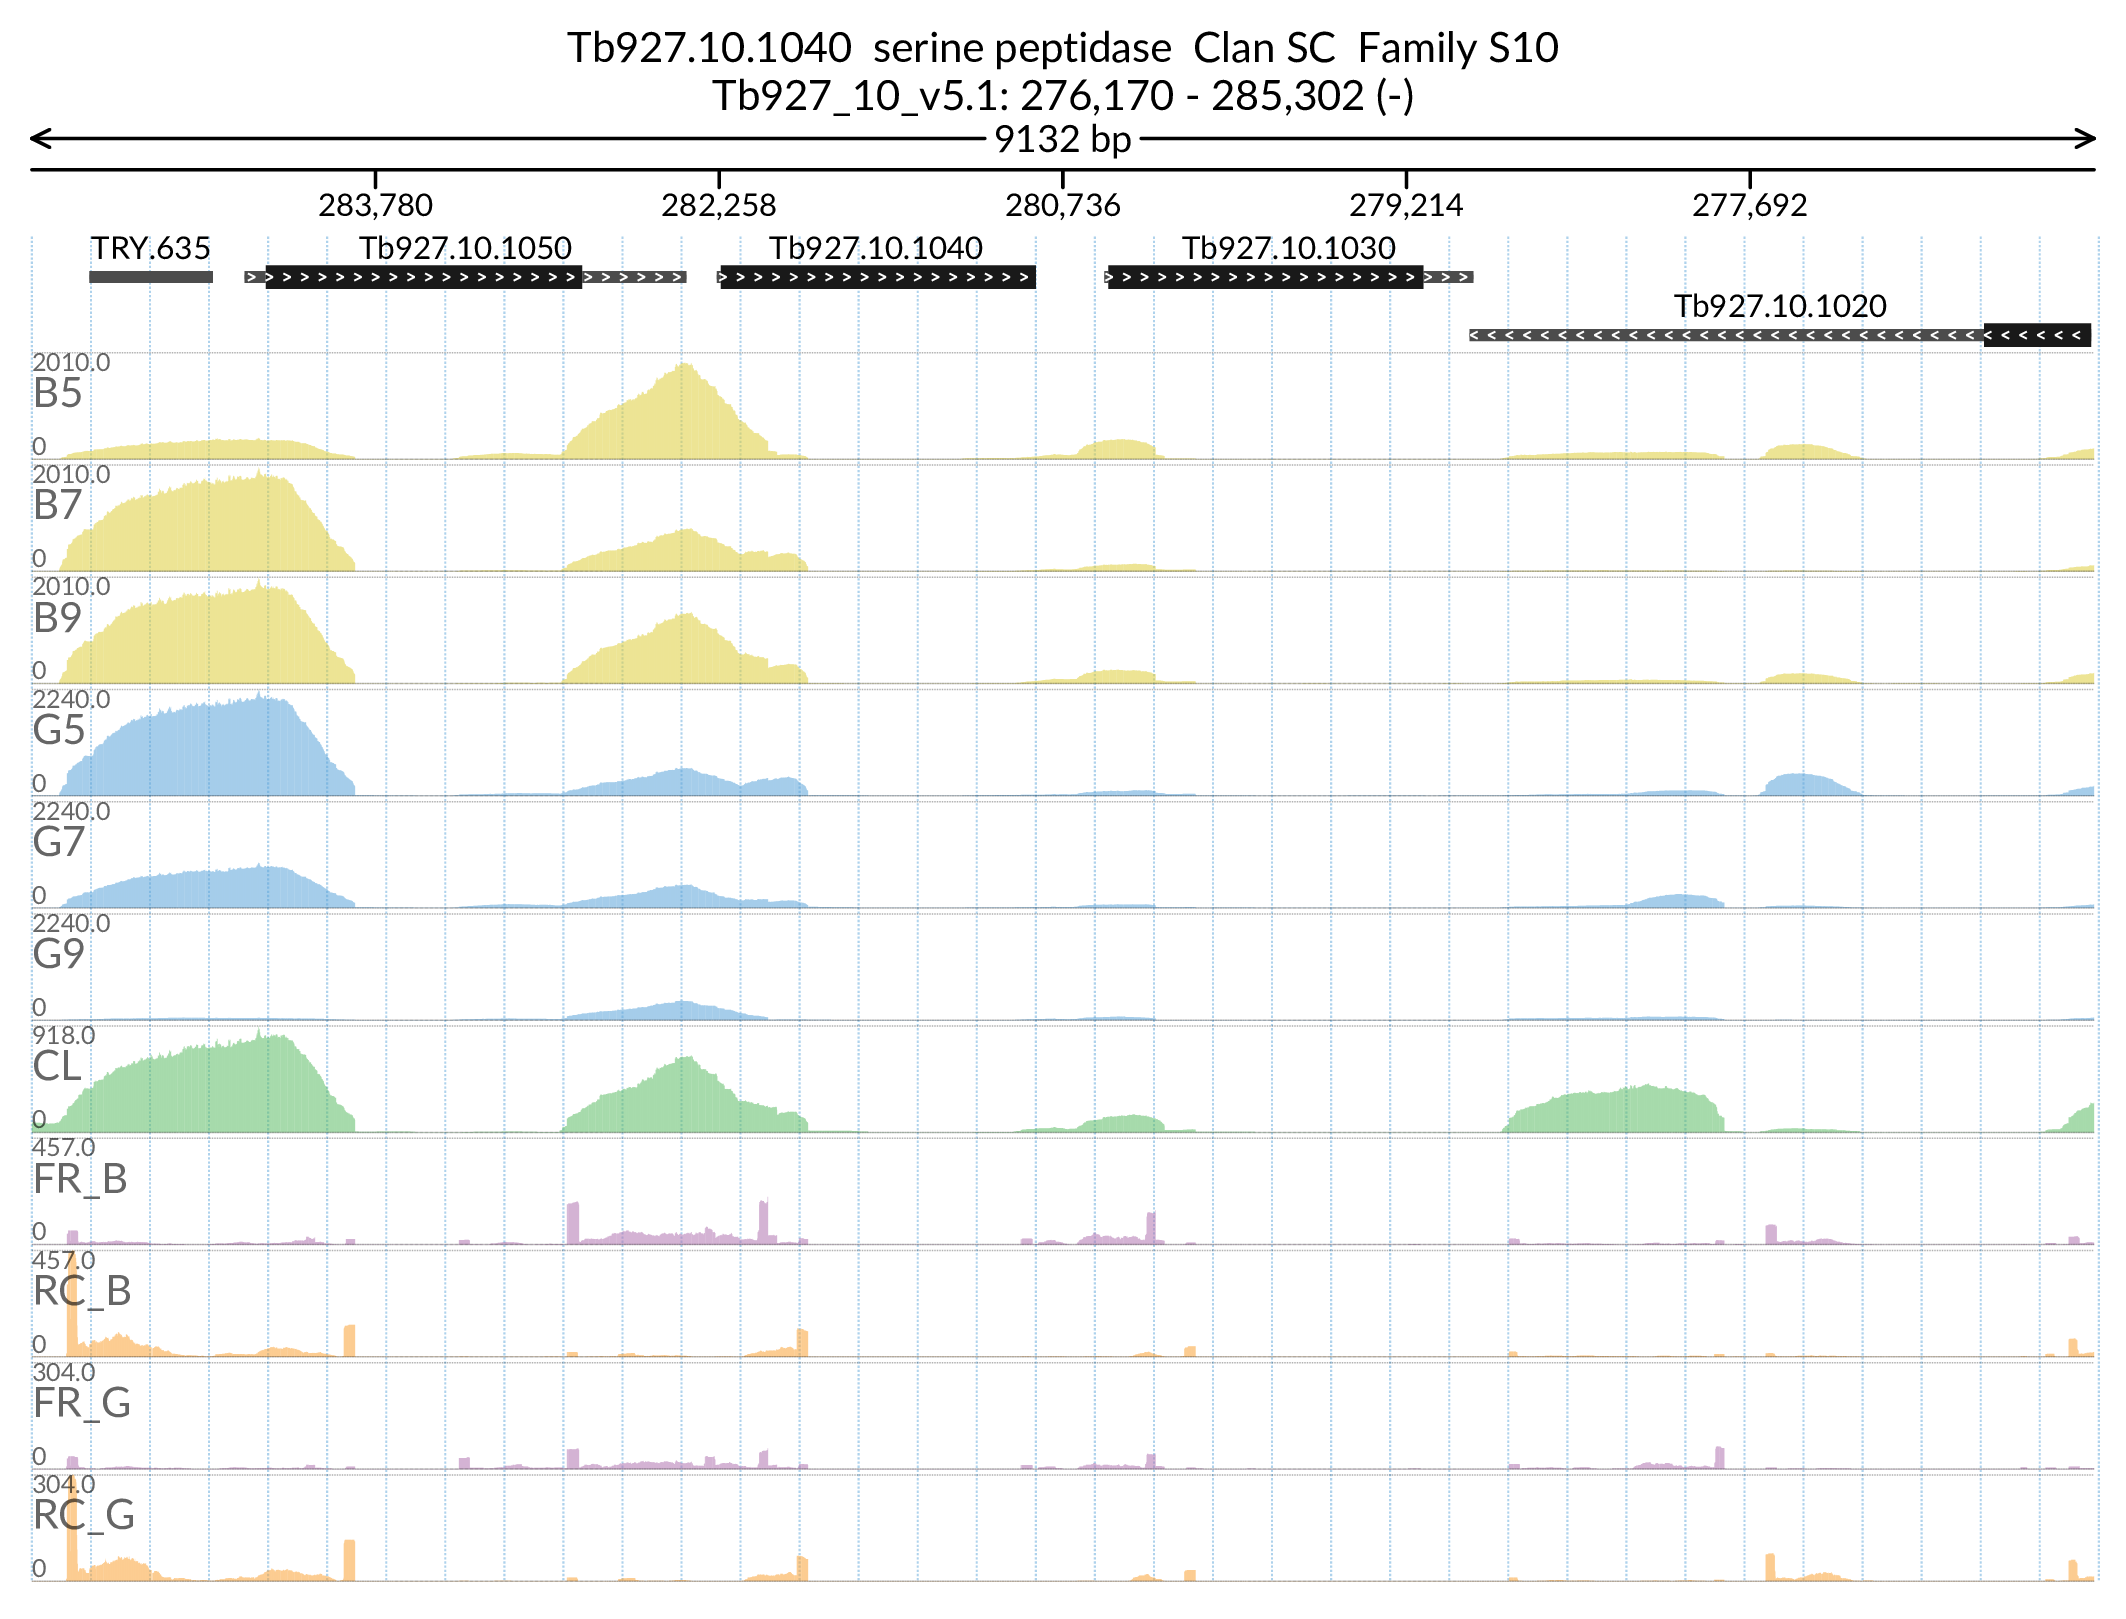 Tb927.10.1040  serine peptidase  Clan SC  Family S10
Tb927_10_v5.1: 276,170 - 285,302 (-)
9132 bp
283,780 282,258 280,736 279,214 277,692
TRY.635 Tb927.10.1050 Tb927.10.1040 Tb927.10.1030
Tb927.10.1020
2010.0
B5
0
2010.0
B7
0
2010.0
B9
0
2240.0
G5
0
2240.0
G7
0
2240.0
G9
0
918.0
CL
0
457.0
FR_B
0
457.0
RC_B
0
304.0
FR_G
0
304.0
RC_G
0